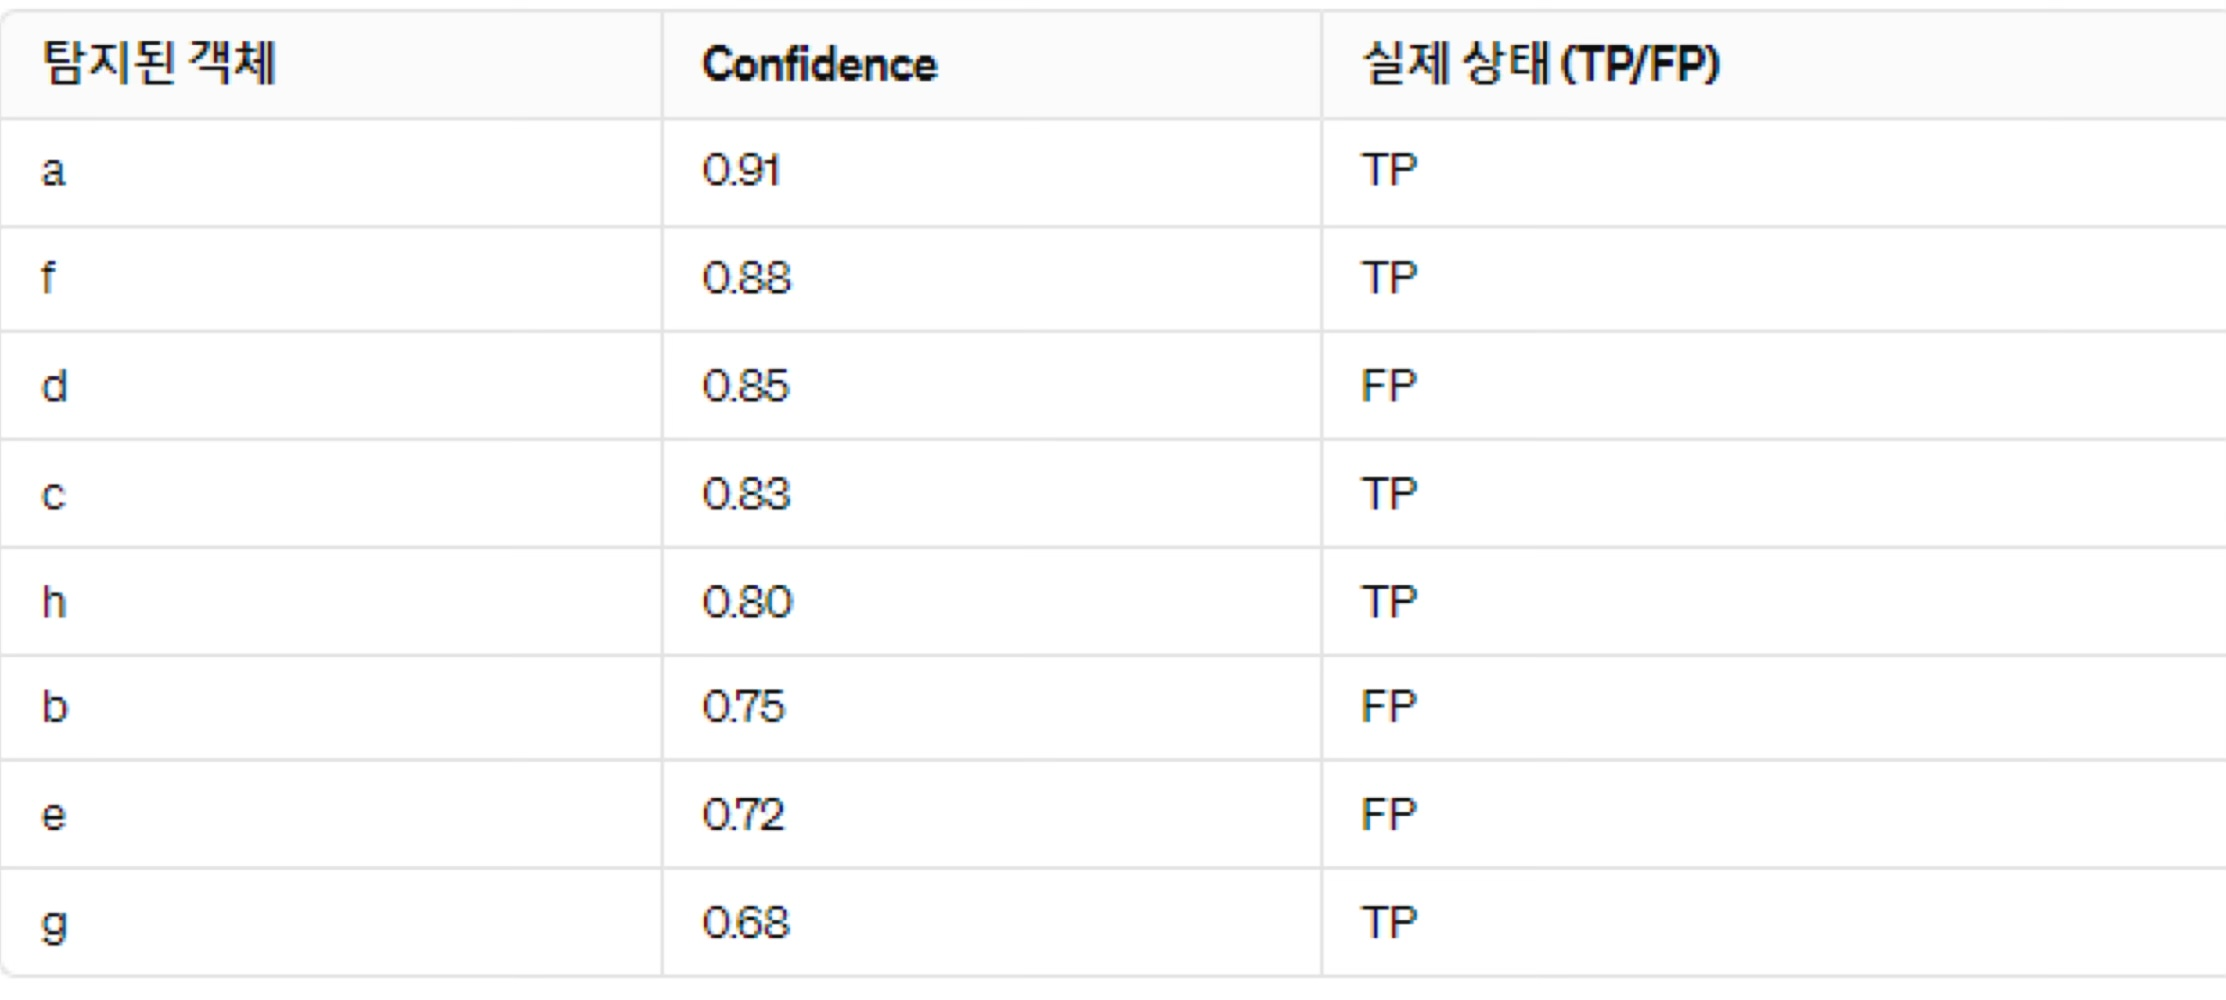 탐지된 객체 Confidence 실제 상태 (TP/FP)
a 0.91 TP
f 0.88 TP
d 0.85 FP
c 0.83 TP
h 0.80 TP
b 0.75 FP
e 0.72 FP
g 0.68 TP